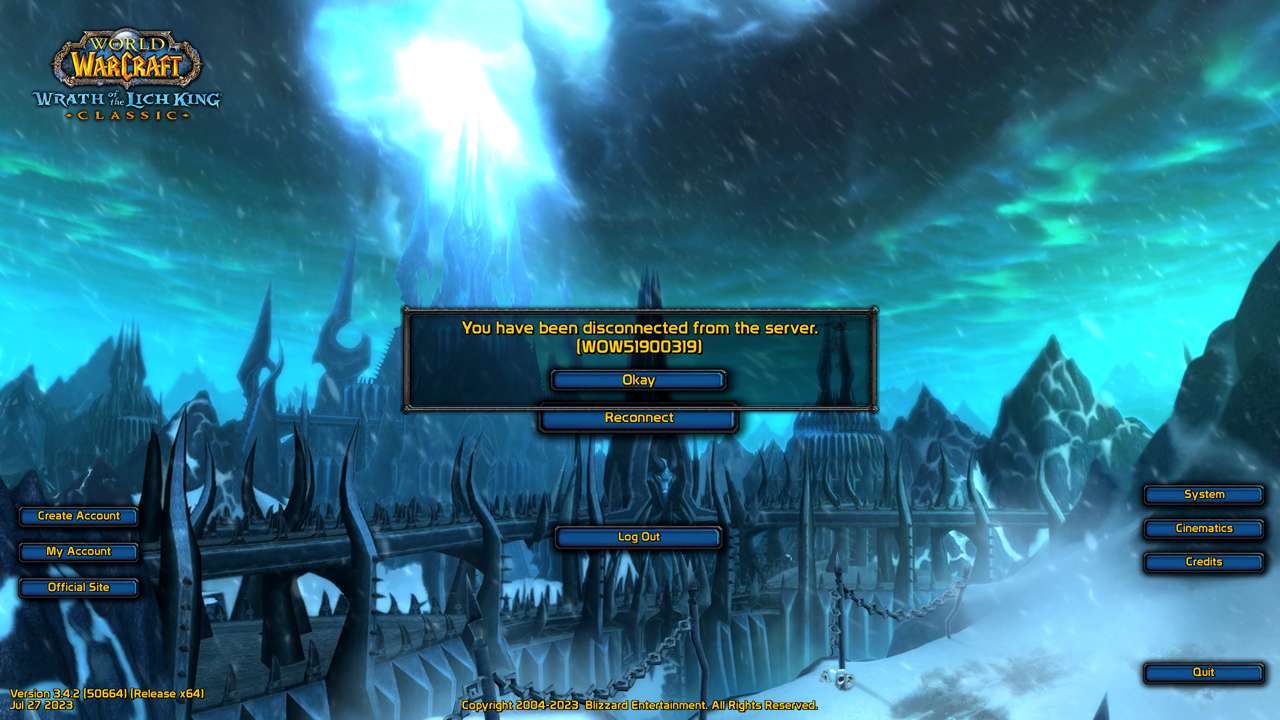 WORLD
WARCRAFT
WRATH of the LICH KING
CLASSIC
You have been disconnected from the server.
(WOW51900319)
Okay
Reconnect
Create Account
My Account
Official Site
Log Out
System
Cinematics
Credits
Quit
Version 3.4.2 (50664) (Release x64)
Jul 27 2023
Copyright 2004-2023 Blizzard Entertainment. All Rights Reserved.